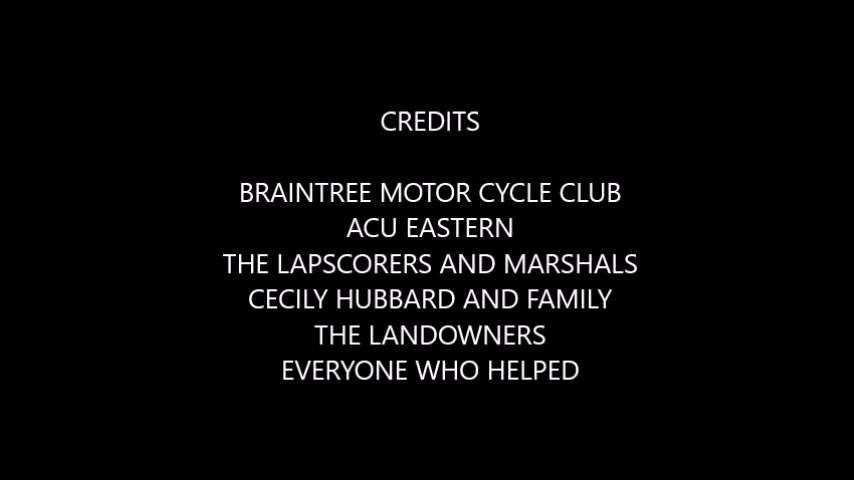 CREDITS
BRAINTREE MOTOR CYCLE CLUB
ACU EASTERN
THE LAPSCORERS AND MARSHALS
CECILY HUBBARD AND FAMILY
THE LANDOWNERS
EVERYONE WHO HELPED